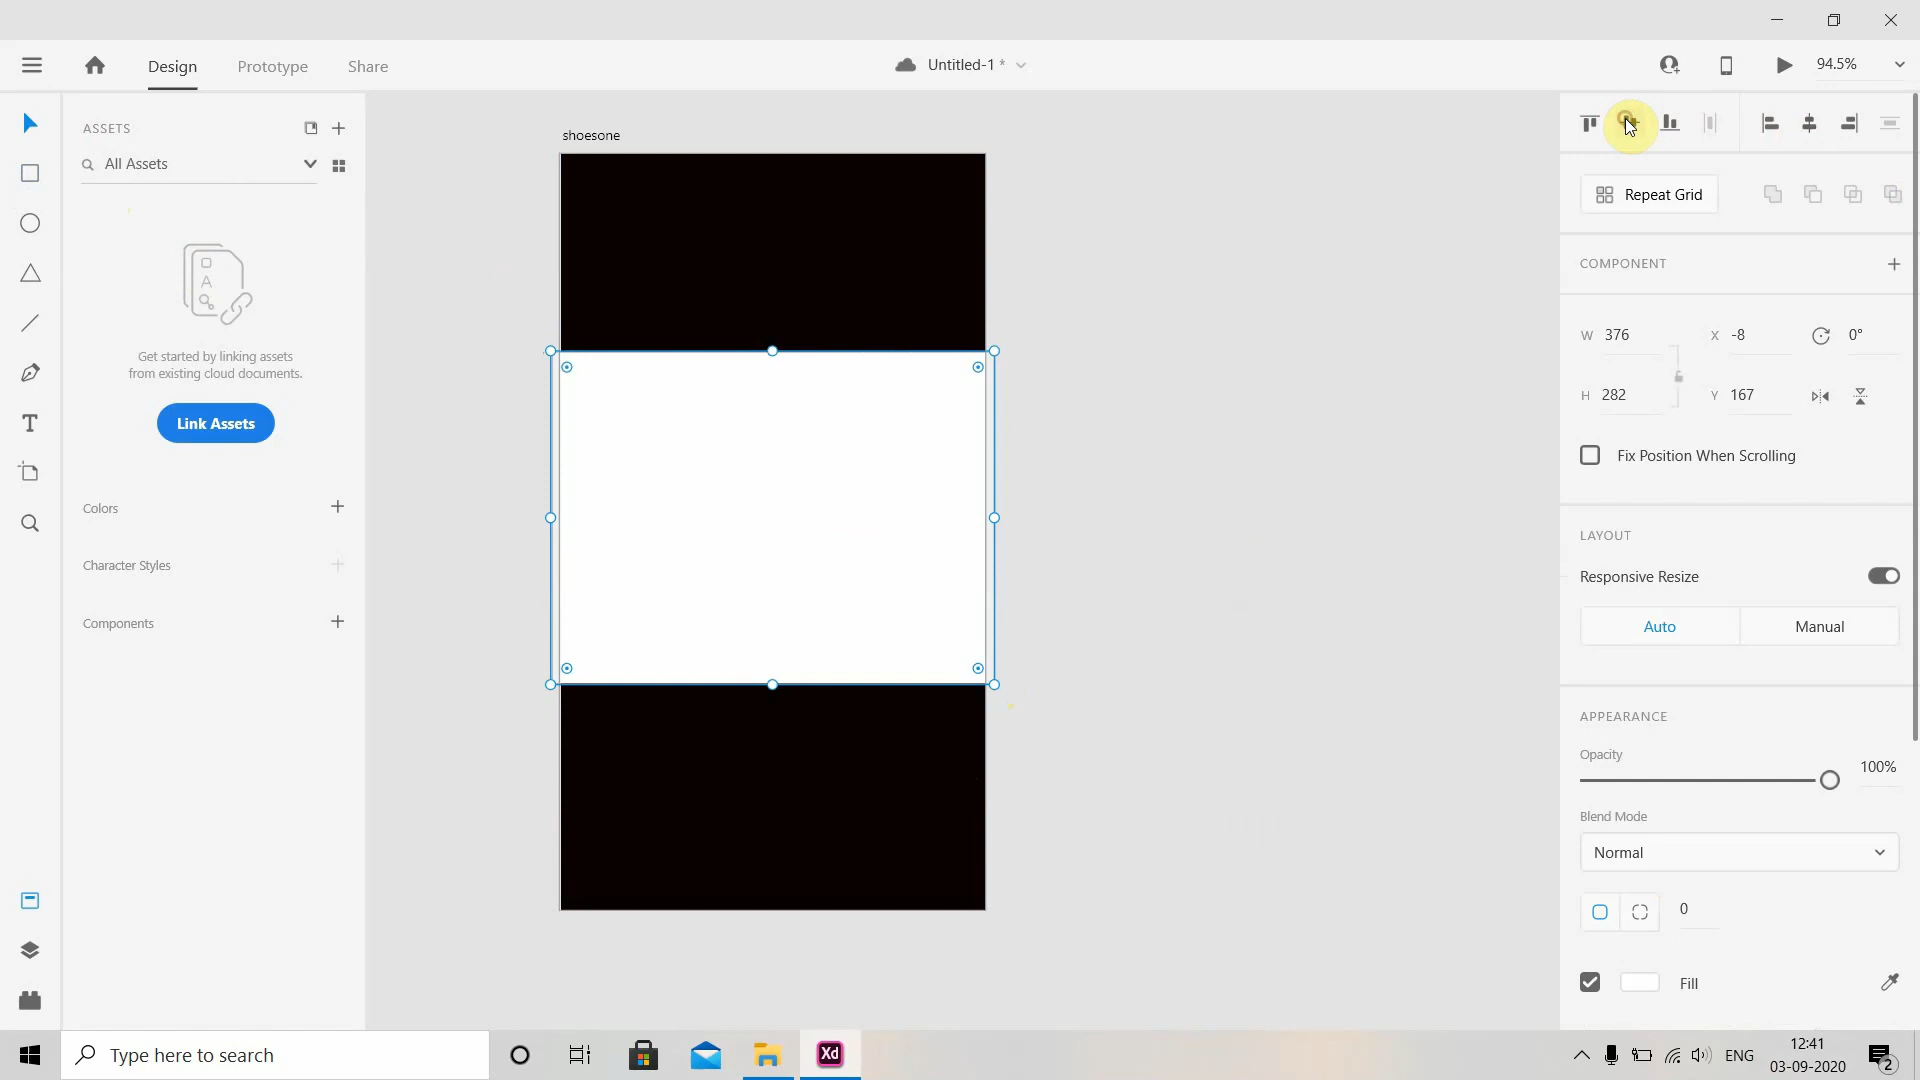 Design
Prototype
Share
Untitled-1 *
94.5%
ASSETS
All Assets
Get started by linking assets
from existing cloud documents.
Link Assets
Colors
Character Styles
Components
shoesone
Repeat Grid
COMPONENT
W 376
X -8
0°
H 282
Y 167
Fix Position When Scrolling
LAYOUT
Responsive Resize
Auto
Manual
APPEARANCE
Opacity
100%
Blend Mode
Normal
0
Fill
Type here to search
Xd
ENG
12:41
03-09-2020
2